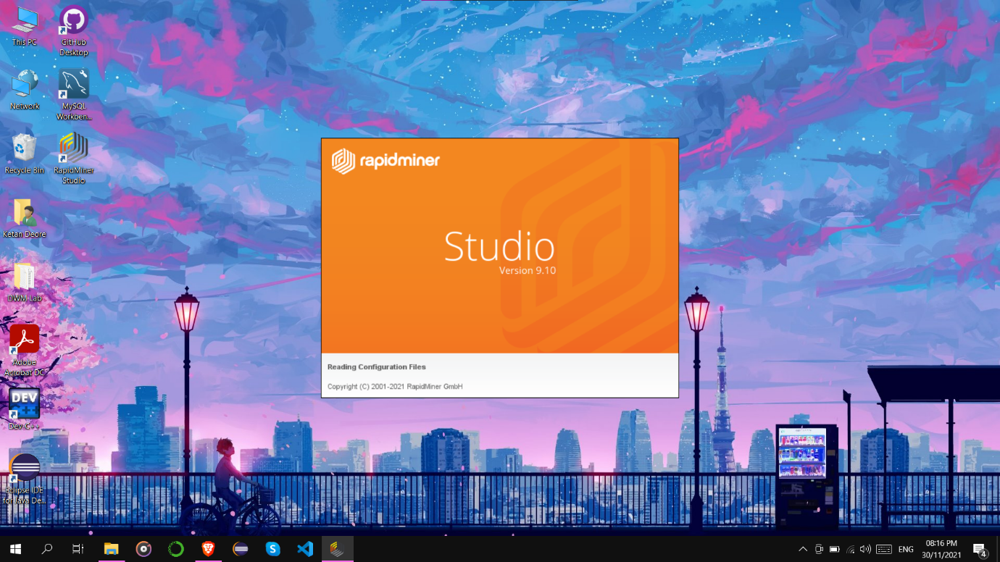 This PC
GitHub
Desktop
Network
MySQL
Workben...
Recycle Bin
RapidMiner
Studio
Ketan Deore
DWM Lab
Adobe
Acrobat DC
DEV
Dev-C++
Eclipse IDE
for Java De...
rapidminer
Studio
Version 9.10
Reading Configuration Files
Copyright (C) 2001-2021 RapidMiner GmbH
ENG
08:16 PM
30/11/2021
4